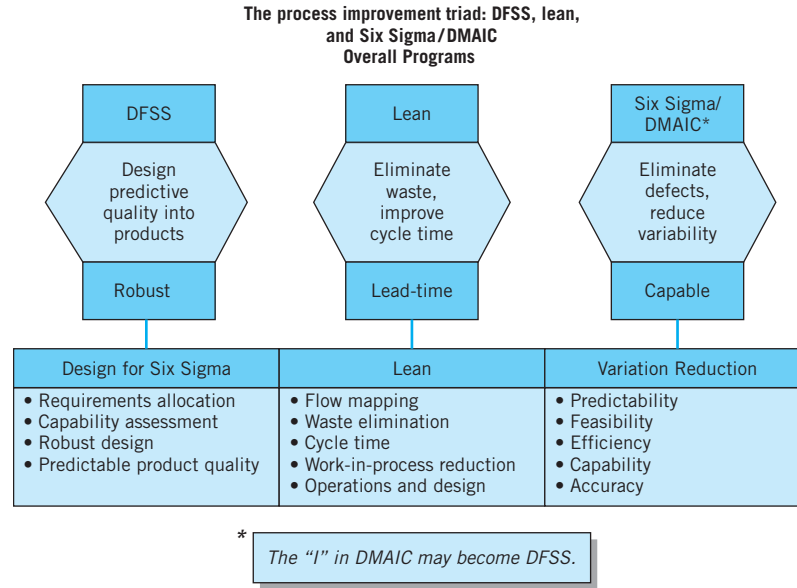 The process improvement triad: DFSS, lean,
and Six Sigma/DMAIC
Overall Programs
DFSS
Design
predictive
quality into
products
Robust
Lean
Eliminate
waste,
improve
cycle time
Lead-time
Six Sigma/
DMAIC*
Eliminate
defects,
reduce
variability
Capable
Design for Six Sigma
• Requirements allocation
• Capability assessment
• Robust design
• Predictable product quality
Lean
• Flow mapping
• Waste elimination
• Cycle time
• Work-in-process reduction
• Operations and design
Variation Reduction
• Predictability
• Feasibility
• Efficiency
• Capability
• Accuracy
* The “I” in DMAIC may become DFSS.